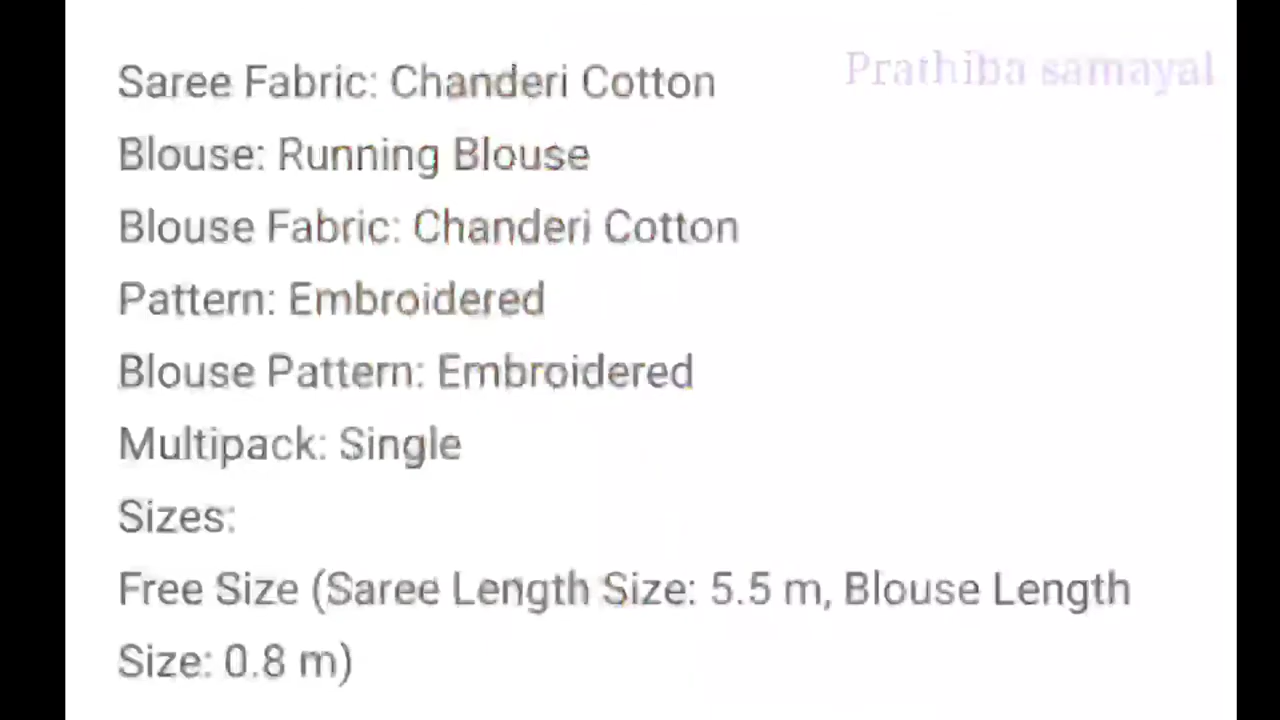 Prathiba samayal
Saree Fabric: Chanderi Cotton
Blouse: Running Blouse
Blouse Fabric: Chanderi Cotton
Pattern: Embroidered
Blouse Pattern: Embroidered
Multipack: Single
Sizes:
Free Size (Saree Length Size: 5.5 m, Blouse Length
Size: 0.8 m)